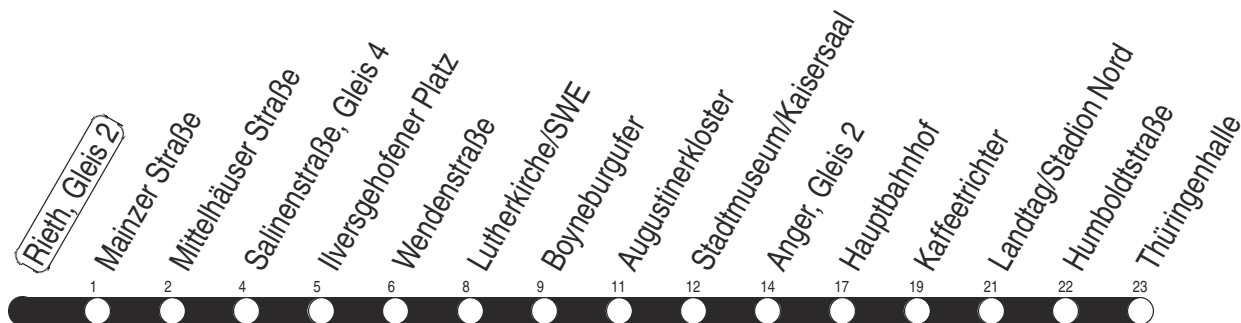 Rieth, Gleis 2
Mainzer Straße
Mittelhäuser Straße
Salinenstraße, Gleis 4
Ilversgehofener Platz
Wendenstraße
Lutherkirche/SWE
Boyneburgufer
Augustinerkloster
Stadtmuseum/Kaisersaal
Anger, Gleis 2
Hauptbahnhof
Kaffeetrichter
Landtag/Stadion Nord
Humboldtstraße
Thüringenhalle
1 2 4 5 6 8 9 11 12 14 17 19 21 22 23